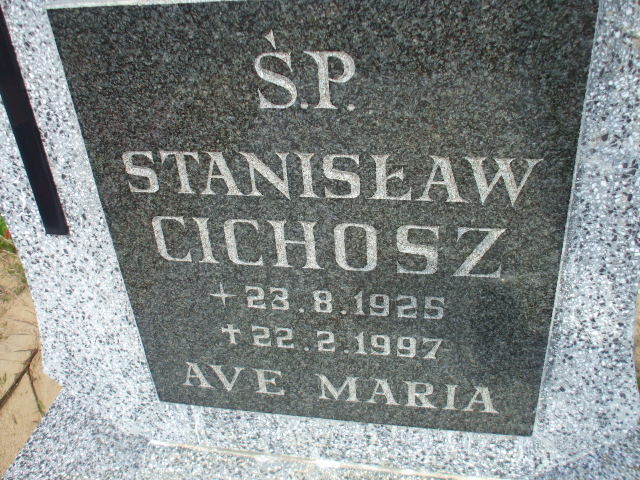 Ś.P.
STANISŁAW
CICHOSZ
+23.8.1925
†22.2.1997
AVE MARIA